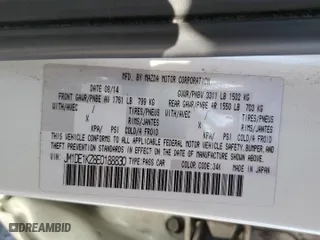 MFD. BY MAZDA MOTOR CORPORATION
DATE 09/14 GVWR/PNBV 3311 LB 1502 KG
FRONT GAWR/PNBE AV 1761 LB 799 KG REAR GAWR/PNBE AR 1550 LB 703 KG
WITH/AVEC TIRES/PNEUS WITH/AVEC TIRES/PNEUS
X RIMS/JANTES X RIMS/JANTES
KPA/ PSI COLD/A FROID KPA/ PSI COLD/A FROID
THIS VEHICLE CONFORMS TO ALL APPLICABLE FEDERAL MOTOR VEHICLE SAFETY, BUMPER,
AND THEFT PREVENTION STANDARDS IN EFFECT ON THE DATE OF MANUFACTURE SHOWN ABOVE.
VIN: JM1DE1KZ8E0188830 TYPE:PASS CAR
COLOR CODE:34K MADE IN JAPAN
DREAMBID